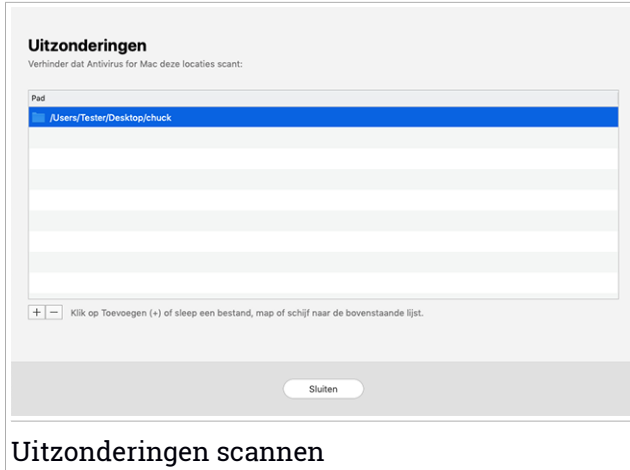 Uitzonderingen
Verhinder dat Antivirus for Mac deze locaties scant:
Pad
/Users/Tester/Desktop/chuck
+ − Klik op Toevoegen (+) of sleep een bestand, map of schijf naar de bovenstaande lijst.
Sluiten
Uitzonderingen scannen